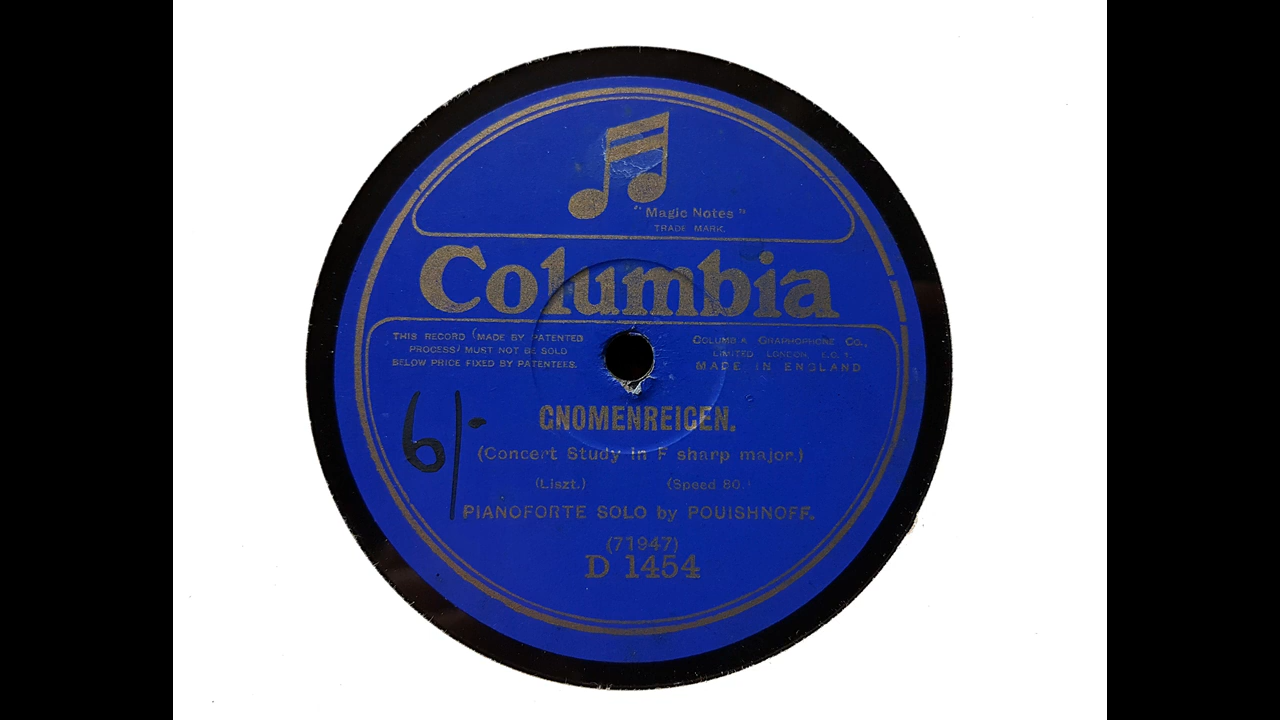 "Magic Notes"
TRADE MARK.
Columbia
THIS RECORD (MADE BY PATENTED
PROCESS) MUST NOT BE SOLD
BELOW PRICE FIXED BY PATENTEES.
COLUMBIA GRAPHOPHONE CO.,
LIMITED LONDON, E.C.1.
MADE IN ENGLAND
6/-
GNOMENREIGEN.
(Concert Study in F sharp major.)
(Liszt.) (Speed 80.)
PIANOFORTE SOLO by POUISHNOFF.
(71947)
D 1454